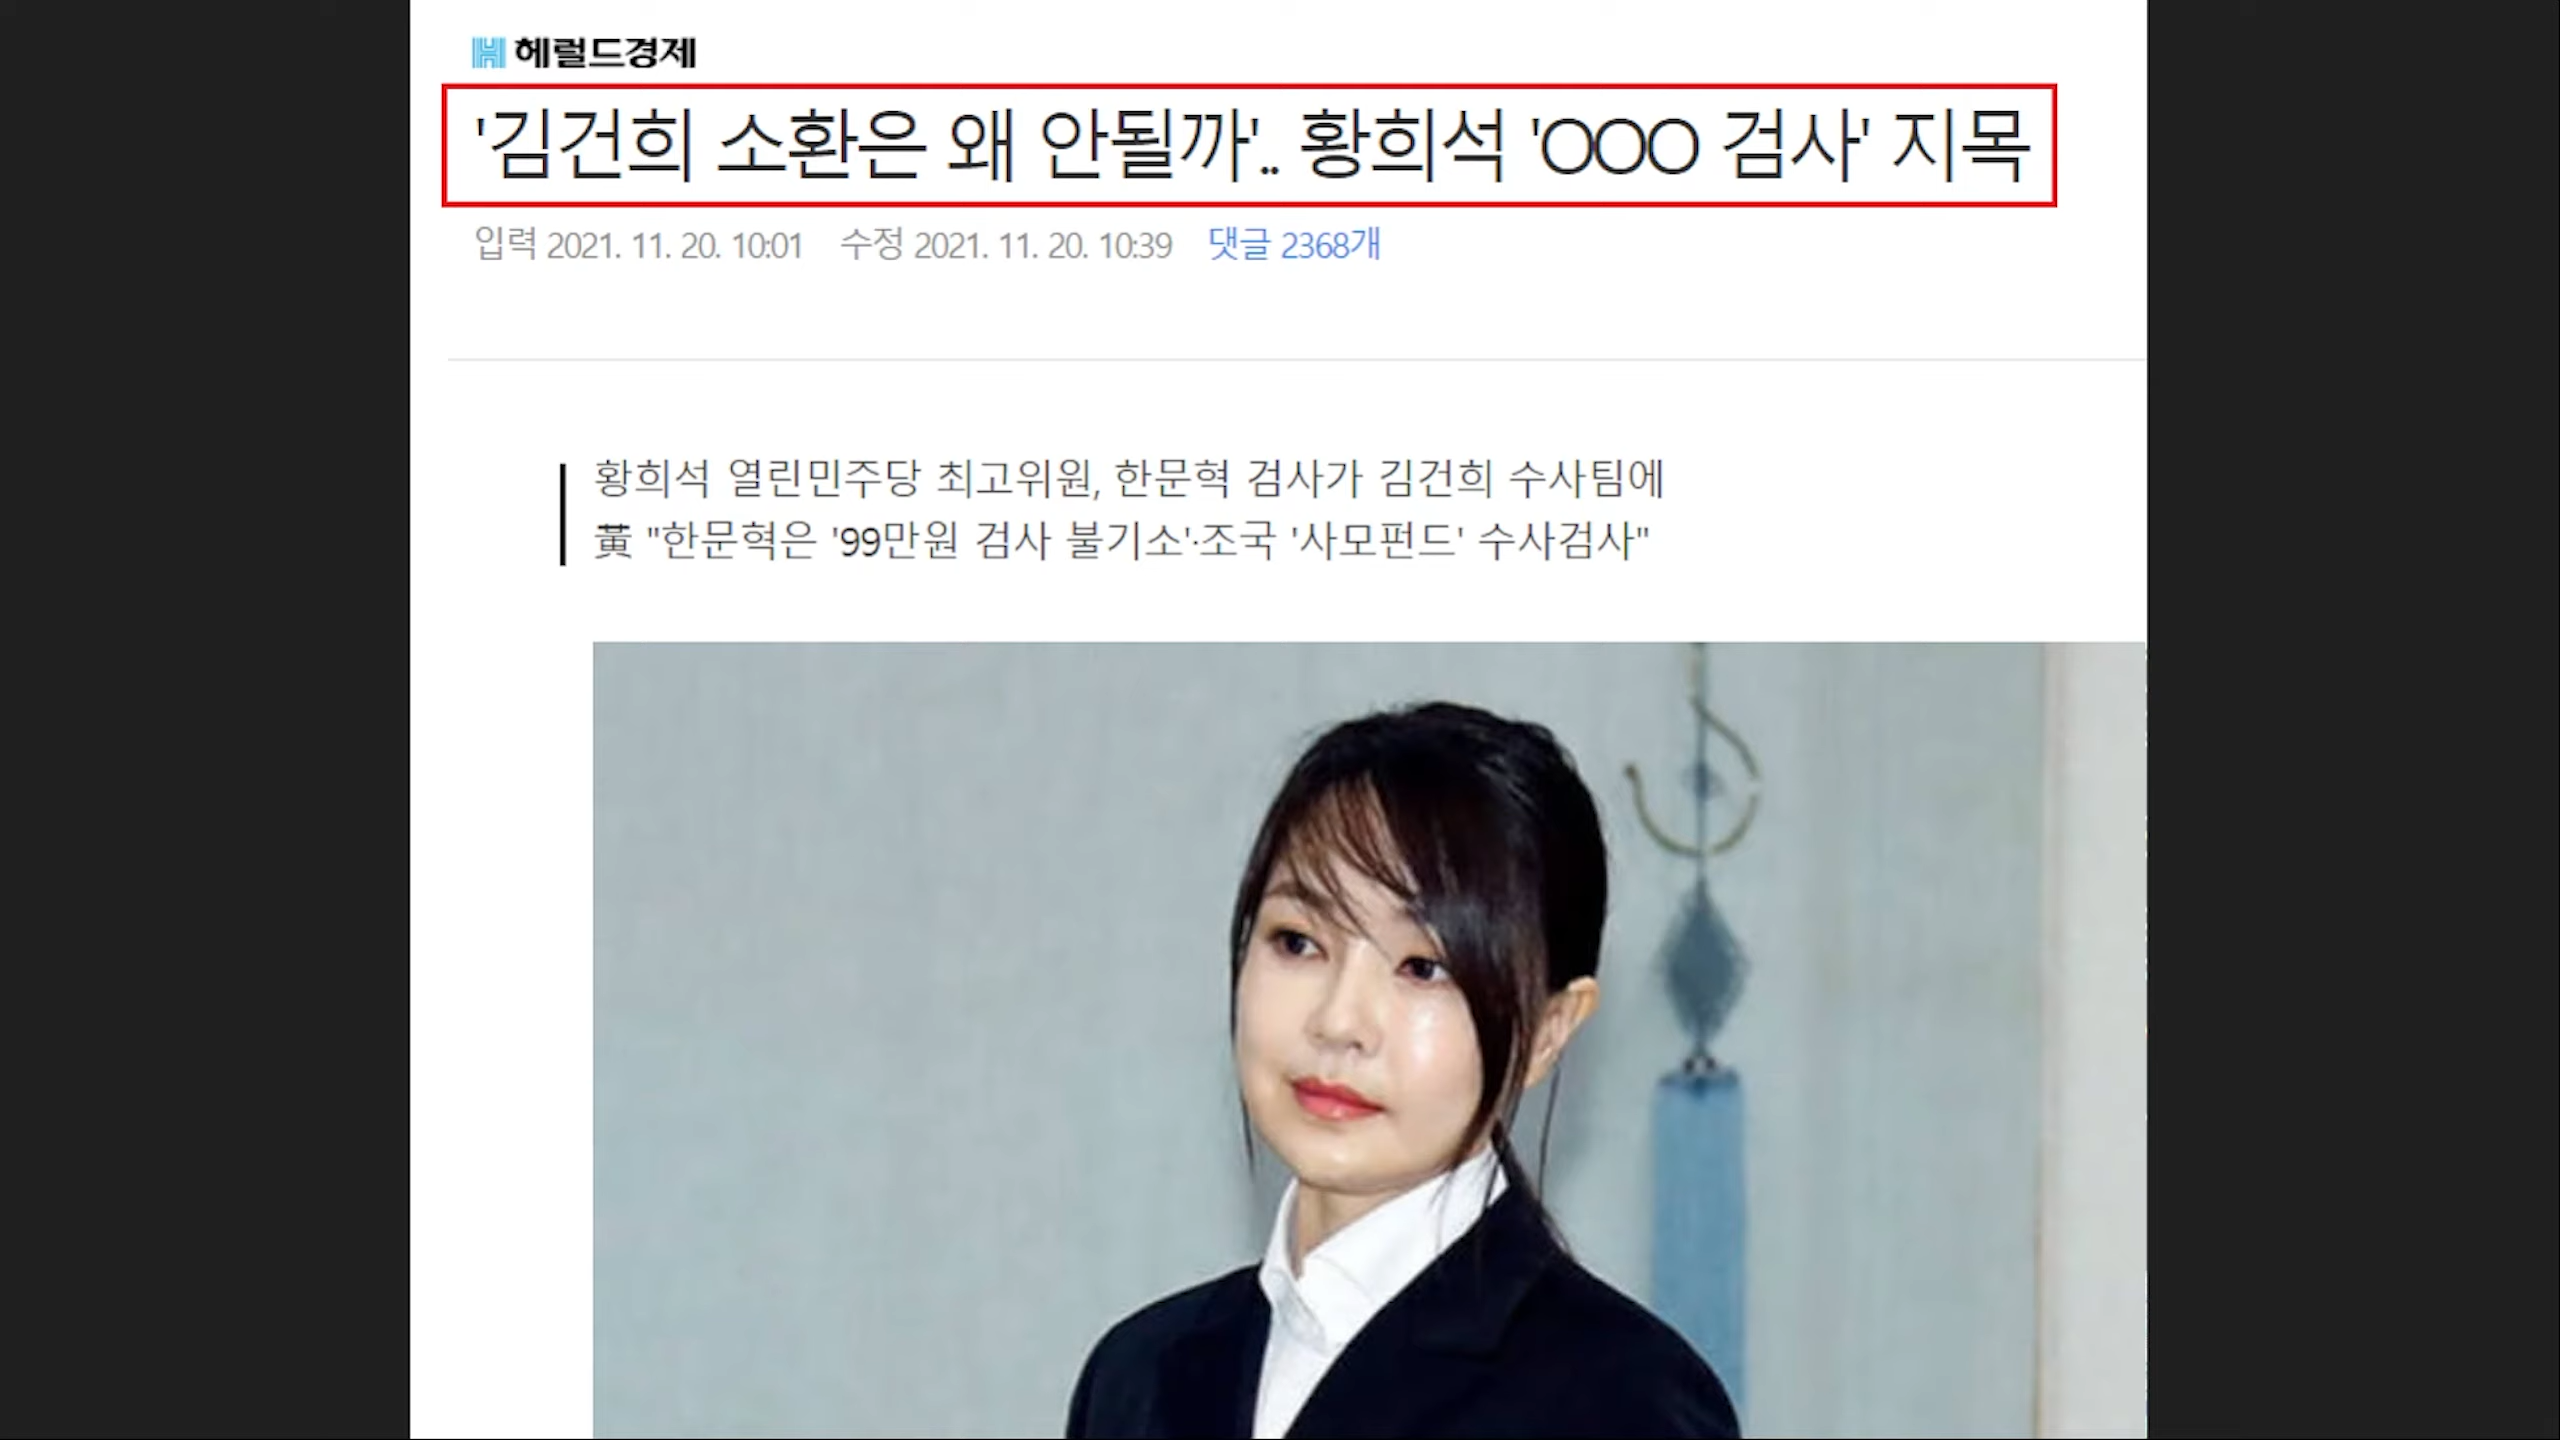 헤럴드경제
'김건희 소환은 왜 안될까'.. 황희석 'OOO 검사' 지목
입력 2021. 11. 20. 10:01 수정 2021. 11. 20. 10:39 댓글 2368개
황희석 열린민주당 최고위원, 한문혁 검사가 김건희 수사팀에
黃 "한문혁은 '99만원 검사 불기소'·조국 '사모펀드' 수사검사"